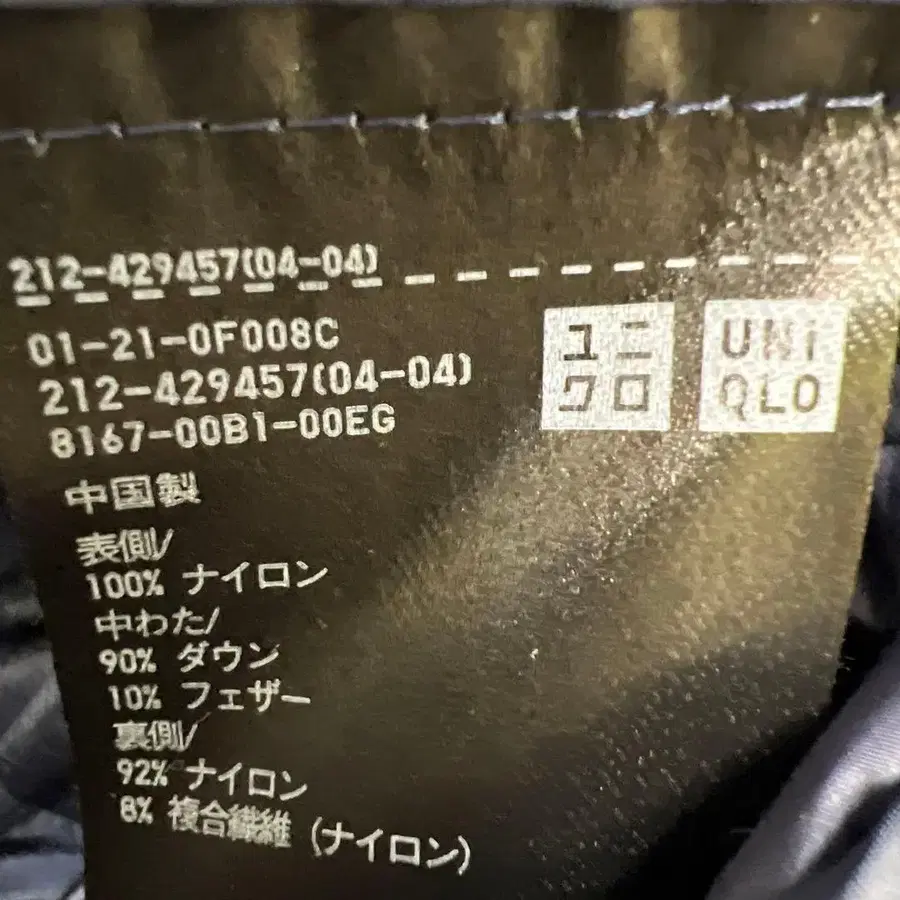 212-429457(04-04)
01-21-0F008C
212-429457(04-04)
8167-00B1-00EG
ユニ
クロ
UNI
QLO
中国製
表側/
100% ナイロン
中わた/
90% ダウン
10% フェザー
裏側/
92% ナイロン
8% 複合繊維 (ナイロン)